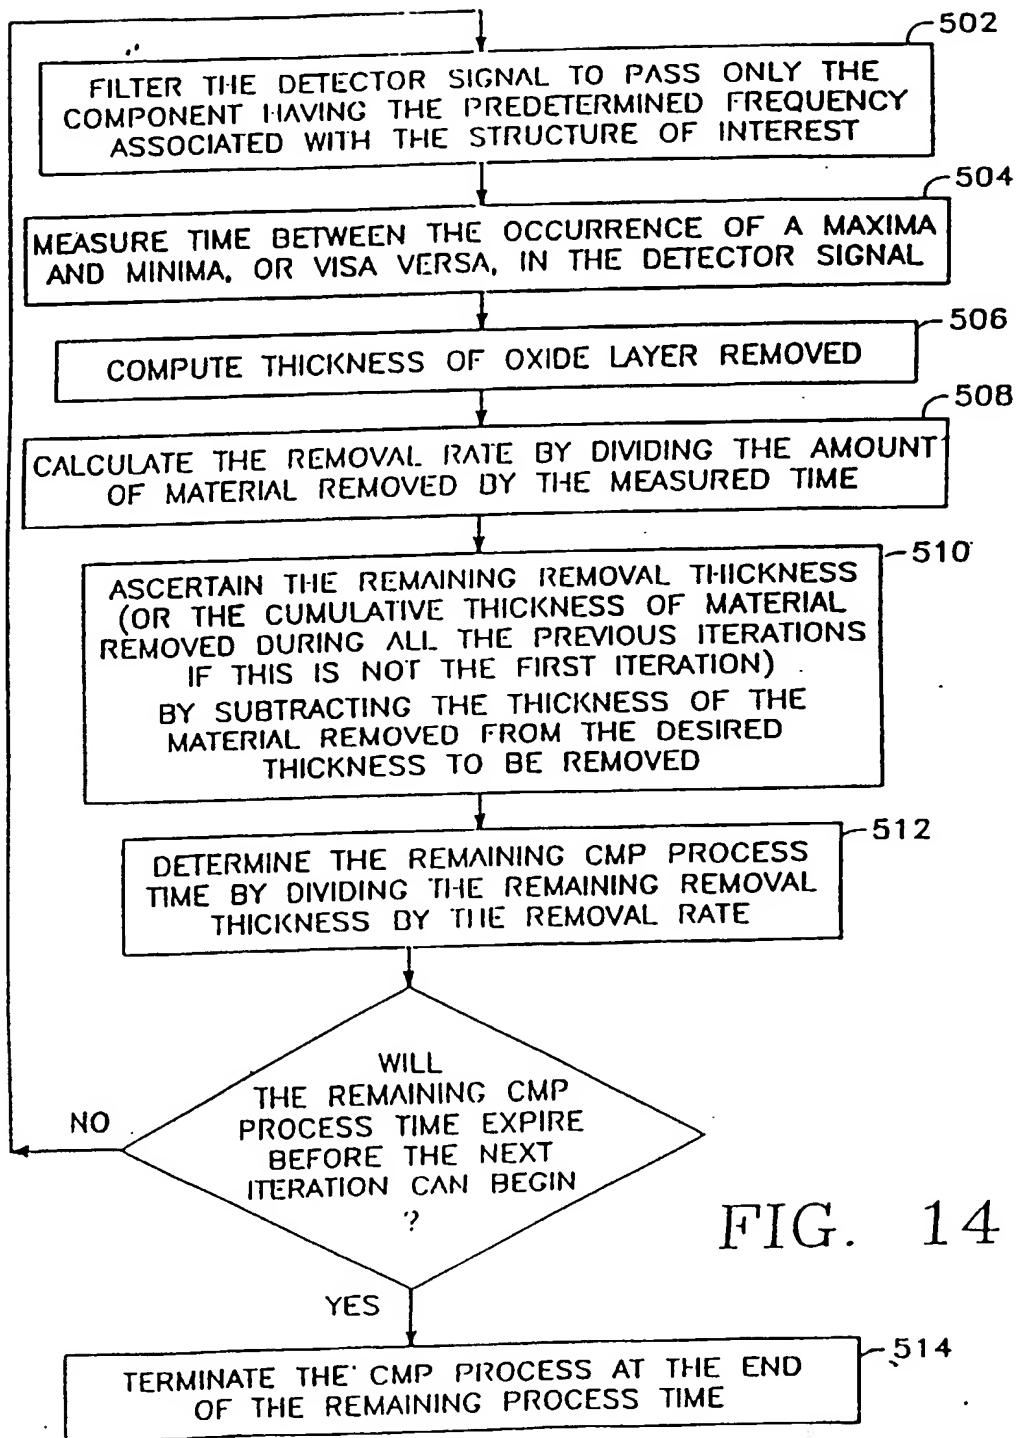 502
FILTER THE DETECTOR SIGNAL TO PASS ONLY THE
COMPONENT HAVING THE PREDETERMINED FREQUENCY
ASSOCIATED WITH THE STRUCTURE OF INTEREST
504
MEASURE TIME BETWEEN THE OCCURRENCE OF A MAXIMA
AND MINIMA, OR VISA VERSA, IN THE DETECTOR SIGNAL
506
COMPUTE THICKNESS OF OXIDE LAYER REMOVED
508
CALCULATE THE REMOVAL RATE BY DIVIDING THE AMOUNT
OF MATERIAL REMOVED BY THE MEASURED TIME
510
ASCERTAIN THE REMAINING REMOVAL THICKNESS
(OR THE CUMULATIVE THICKNESS OF MATERIAL
REMOVED DURING ALL THE PREVIOUS ITERATIONS
IF THIS IS NOT THE FIRST ITERATION)
BY SUBTRACTING THE THICKNESS OF THE
MATERIAL REMOVED FROM THE DESIRED
THICKNESS TO BE REMOVED
512
DETERMINE THE REMAINING CMP PROCESS
TIME BY DIVIDING THE REMAINING REMOVAL
THICKNESS BY THE REMOVAL RATE
WILL
THE REMAINING CMP
PROCESS TIME EXPIRE
BEFORE THE NEXT
ITERATION CAN BEGIN
?
NO
FIG. 14
YES
514
TERMINATE THE CMP PROCESS AT THE END
OF THE REMAINING PROCESS TIME